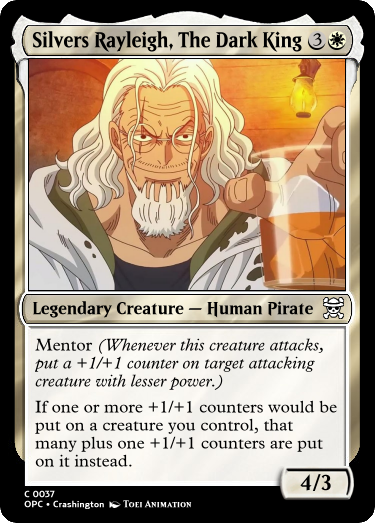 Silvers Rayleigh, The Dark King 3
Legendary Creature — Human Pirate
Mentor (Whenever this creature attacks,
put a +1/+1 counter on target attacking
creature with lesser power.)
If one or more +1/+1 counters would be
put on a creature you control, that
many plus one +1/+1 counters are put
on it instead.
4/3
C 0037
OPC • Crashington Toei Animation